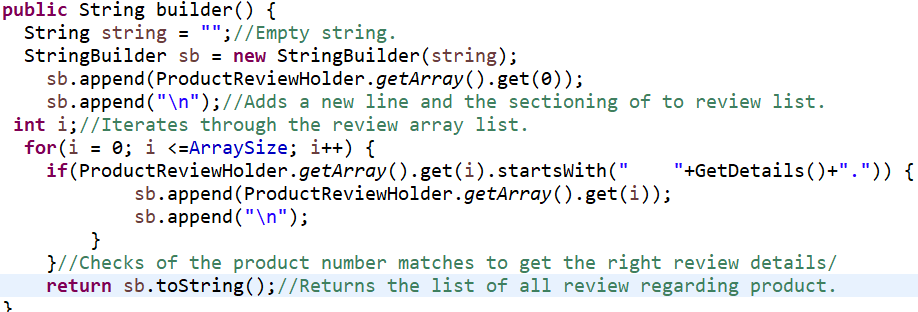 public String builder() {
String string = "";//Empty string.
StringBuilder sb = new StringBuilder(string);
sb.append(ProductReviewHolder.getArray().get(0));
sb.append("\n");//Adds a new line and the sectioning of to review list.
int i;//Iterates through the review array list.
for(i = 0; i <=ArraySize; i++) {
if(ProductReviewHolder.getArray().get(i).startsWith("    "+GetDetails()+".")) {
sb.append(ProductReviewHolder.getArray().get(i));
sb.append("\n");
}
}//Checks of the product number matches to get the right review details/
return sb.toString();//Returns the list of all review regarding product.
}